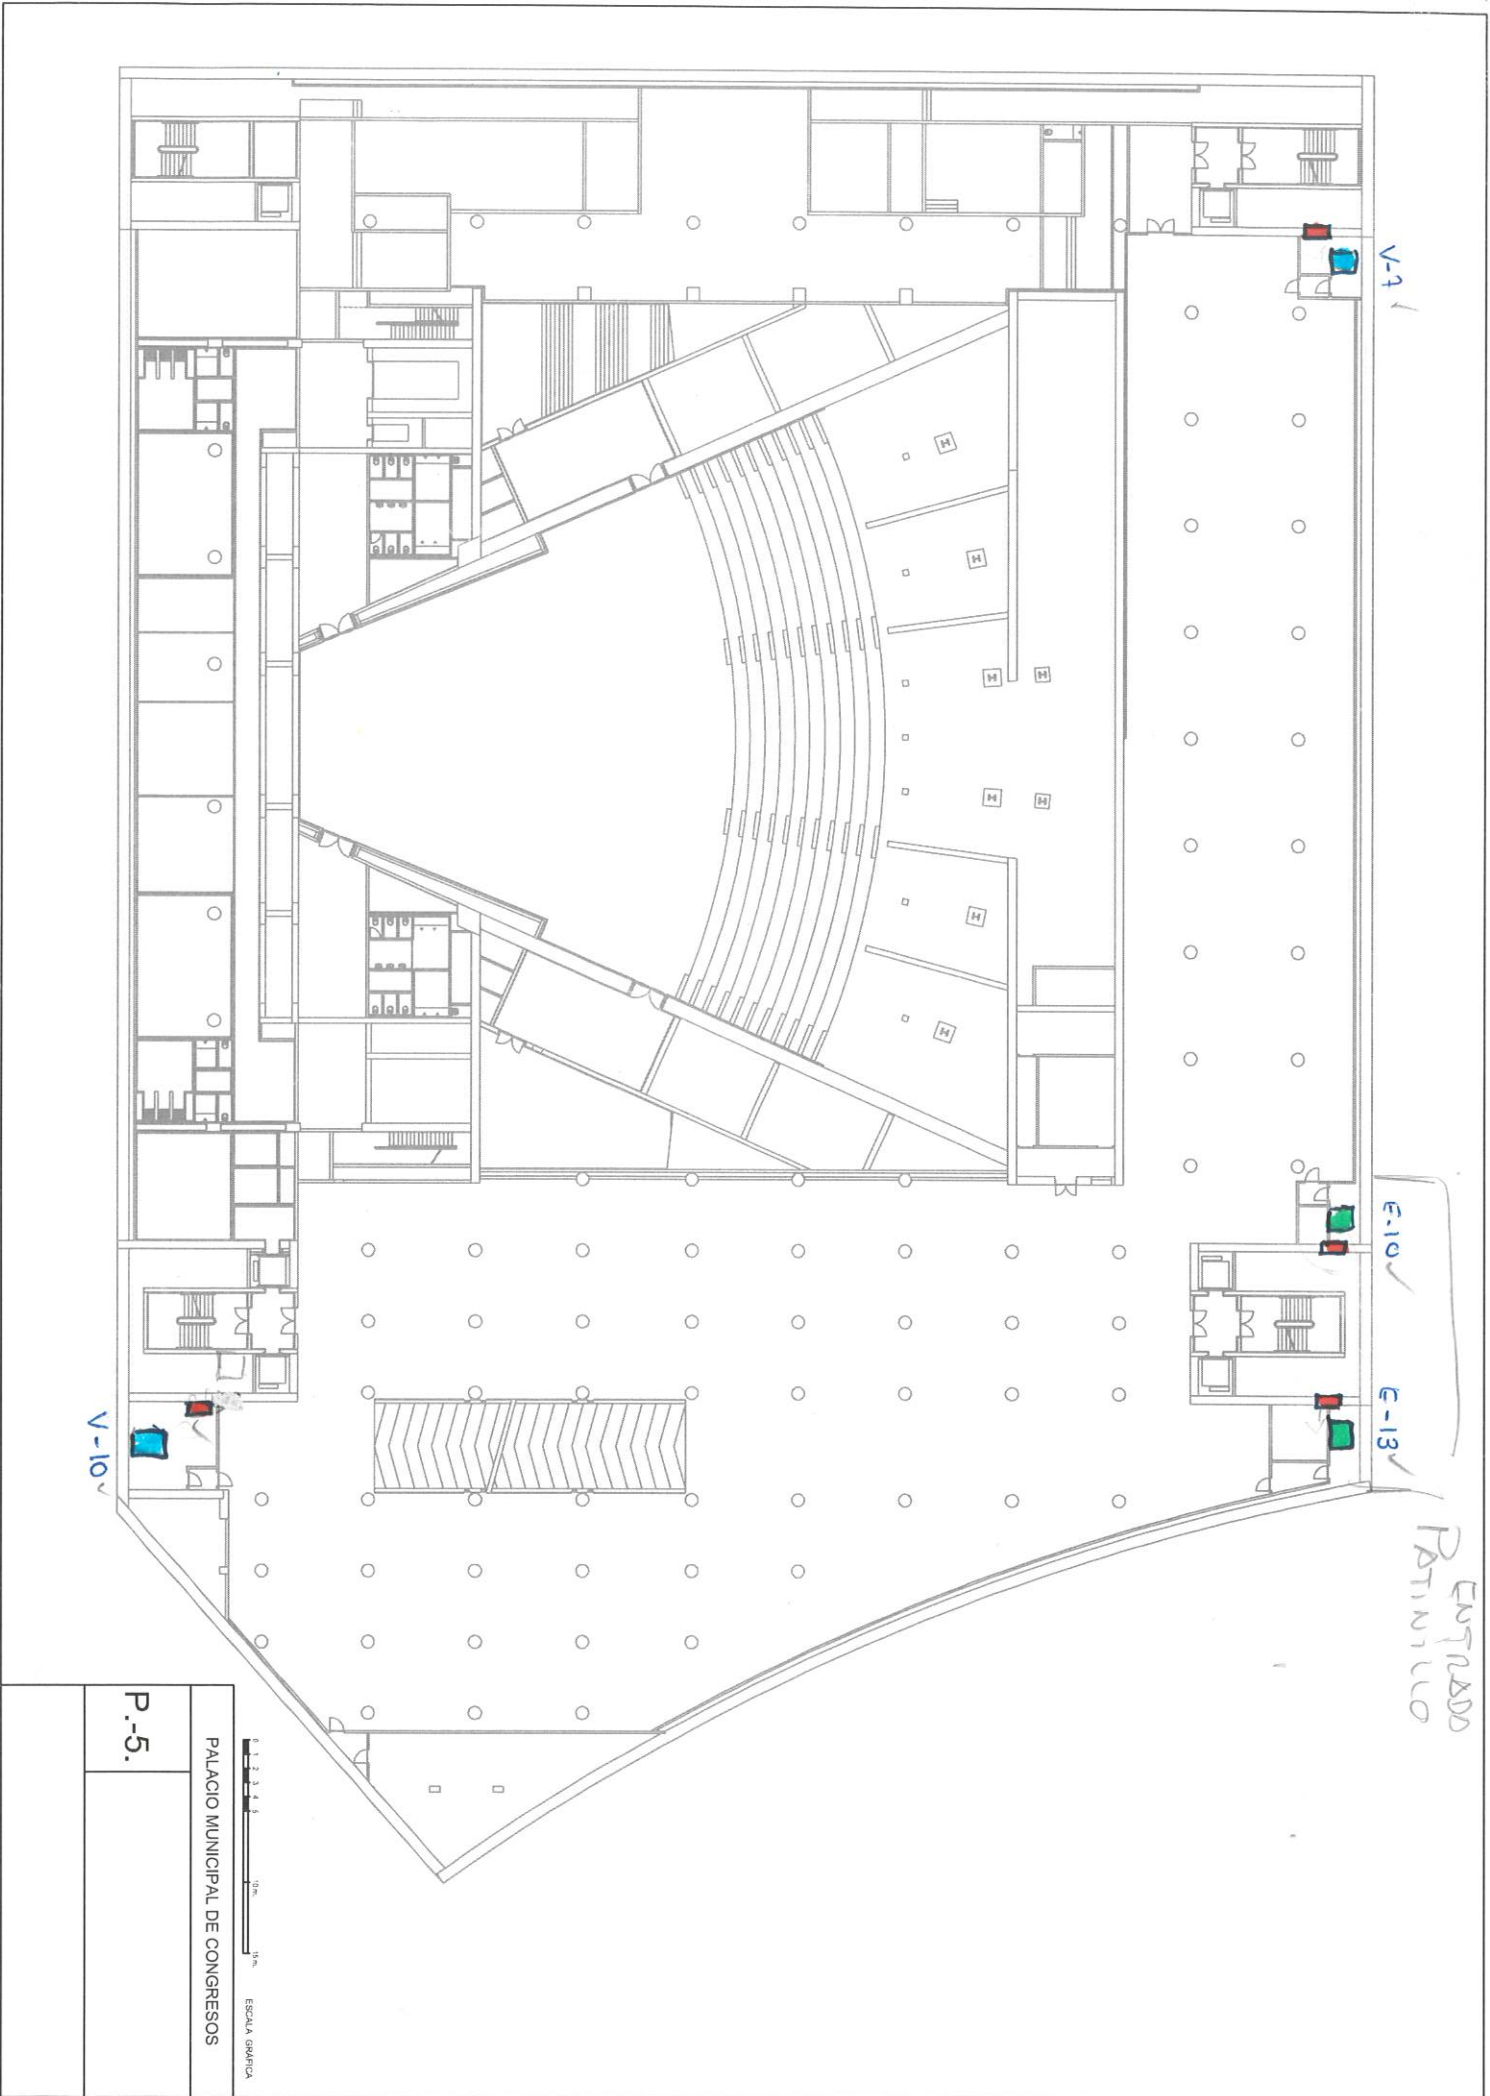 V-7
E-10
E-13
ENTRADA
PATINILLO
V-10
H
H
H
H
H
H
H
H
0 1 2 3 4 5 10 m. 15 m.
ESCALA GRÁFICA
PALACIO MUNICIPAL DE CONGRESOS
P.-5.